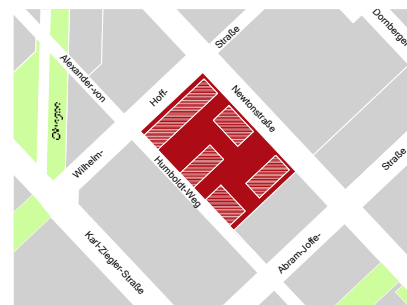 Straße
Dornberger
Alexander-von
Hoff-
Newtonstraße
Wilhelm-
Humboldt-Weg
Straße
Karl-Ziegler-Straße
Abram-Joffe-